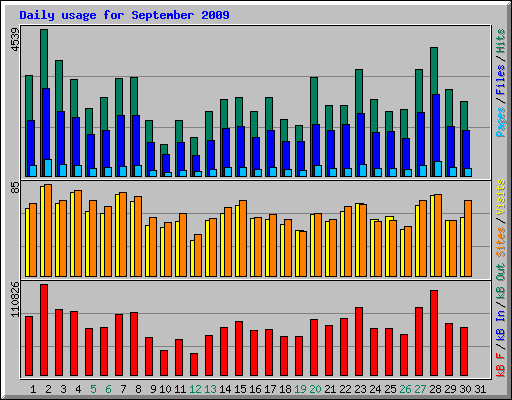 Daily usage for September 2009
4539
Pages / Files / Hits
85
Sites / Visits
110826
kB F / kB In / kB Out
1 2 3 4 5 6 7 8 9 10 11 12 13 14 15 16 17 18 19 20 21 22 23 24 25 26 27 28 29 30 31